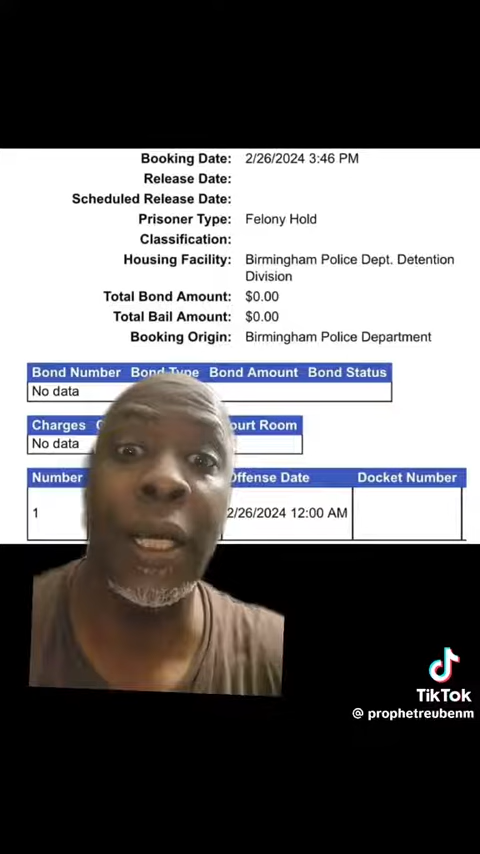 Booking Date: 2/26/2024 3:46 PM
Release Date:
Scheduled Release Date:
Prisoner Type: Felony Hold
Classification:
Housing Facility: Birmingham Police Dept. Detention
Division
Total Bond Amount: $0.00
Total Bail Amount: $0.00
Booking Origin: Birmingham Police Department
Bond Number Bond Type Bond Amount Bond Status
No data
Charges Room
No data
Number Offense Date Docket Number
1 2/26/2024 12:00 AM
TikTok
@ prophetreubenm